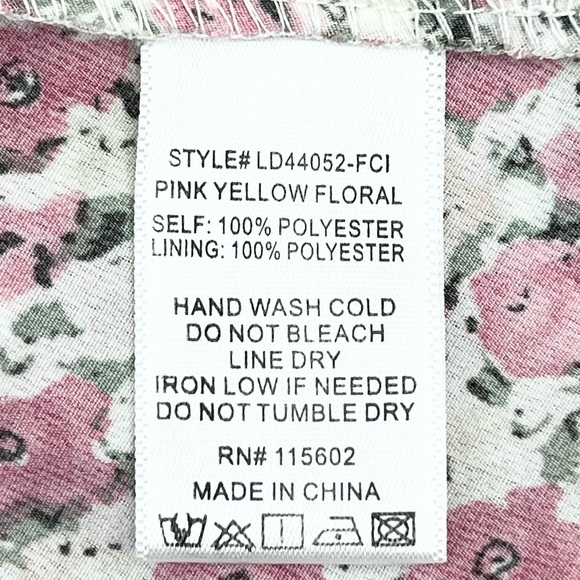 STYLE# LD44052-FCI
PINK YELLOW FLORAL
SELF: 100% POLYESTER
LINING: 100% POLYESTER
HAND WASH COLD
DO NOT BLEACH
LINE DRY
IRON LOW IF NEEDED
DO NOT TUMBLE DRY
RN# 115602
MADE IN CHINA